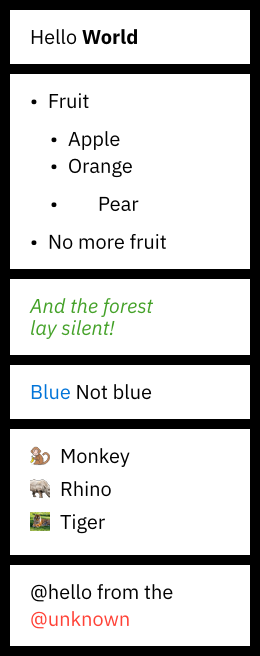 Hello World
• Fruit
• Apple
• Orange
• Pear
• No more fruit
And the forest
lay silent!
Blue Not blue
Monkey
Rhino
Tiger
@hello from the
@unknown